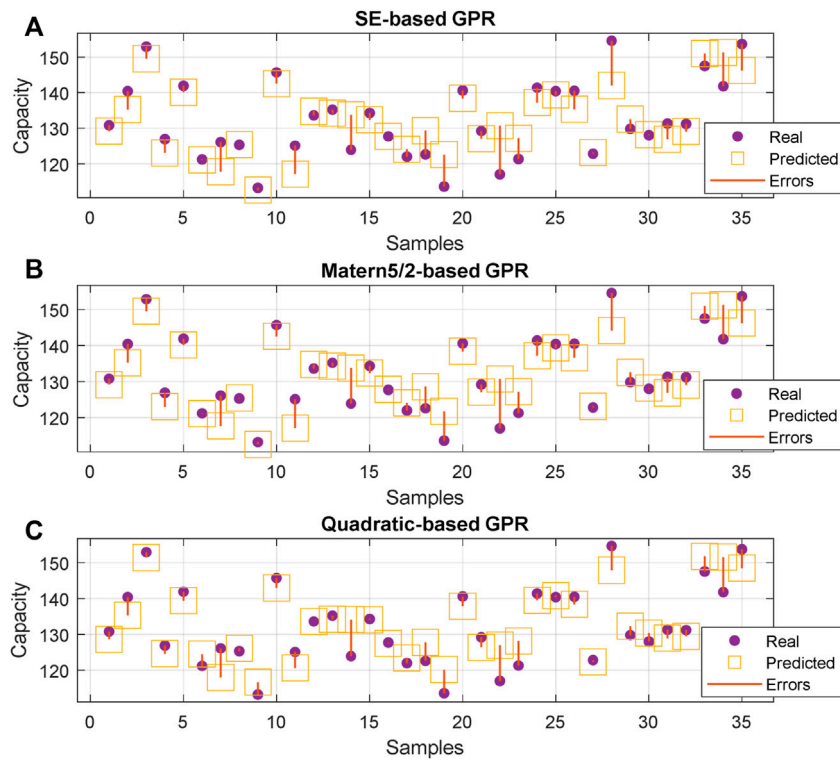 A
SE-based GPR
Capacity
150
140
130
120
0 5 10 15 20 25 30 35
Samples
Real
Predicted
Errors
B
Matern5/2-based GPR
Capacity
150
140
130
120
0 5 10 15 20 25 30 35
Samples
Real
Predicted
Errors
C
Quadratic-based GPR
Capacity
150
140
130
120
0 5 10 15 20 25 30 35
Samples
Real
Predicted
Errors